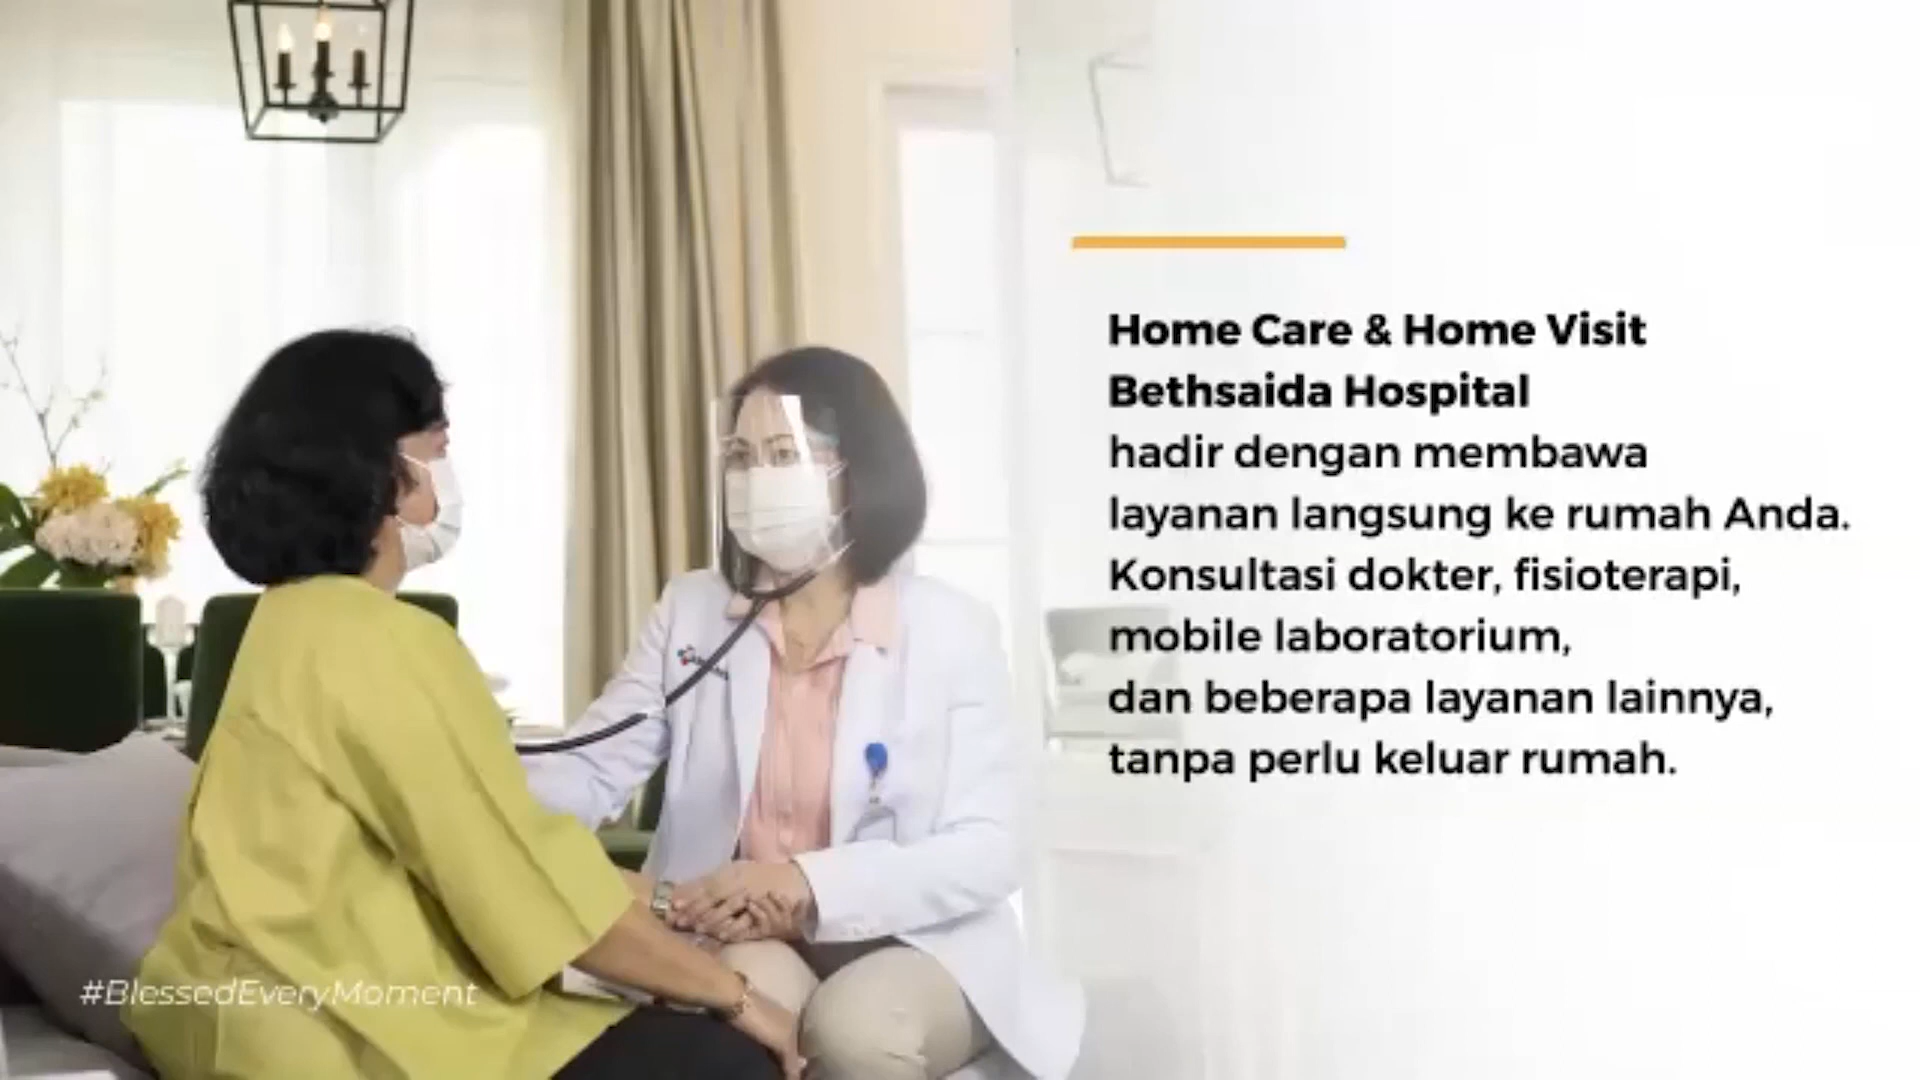 Home Care & Home Visit
Bethsaida Hospital
hadir dengan membawa
layanan langsung ke rumah Anda.
Konsultasi dokter, fisioterapi,
mobile laboratorium,
dan beberapa layanan lainnya,
tanpa perlu keluar rumah.
#BlessedEveryMoment